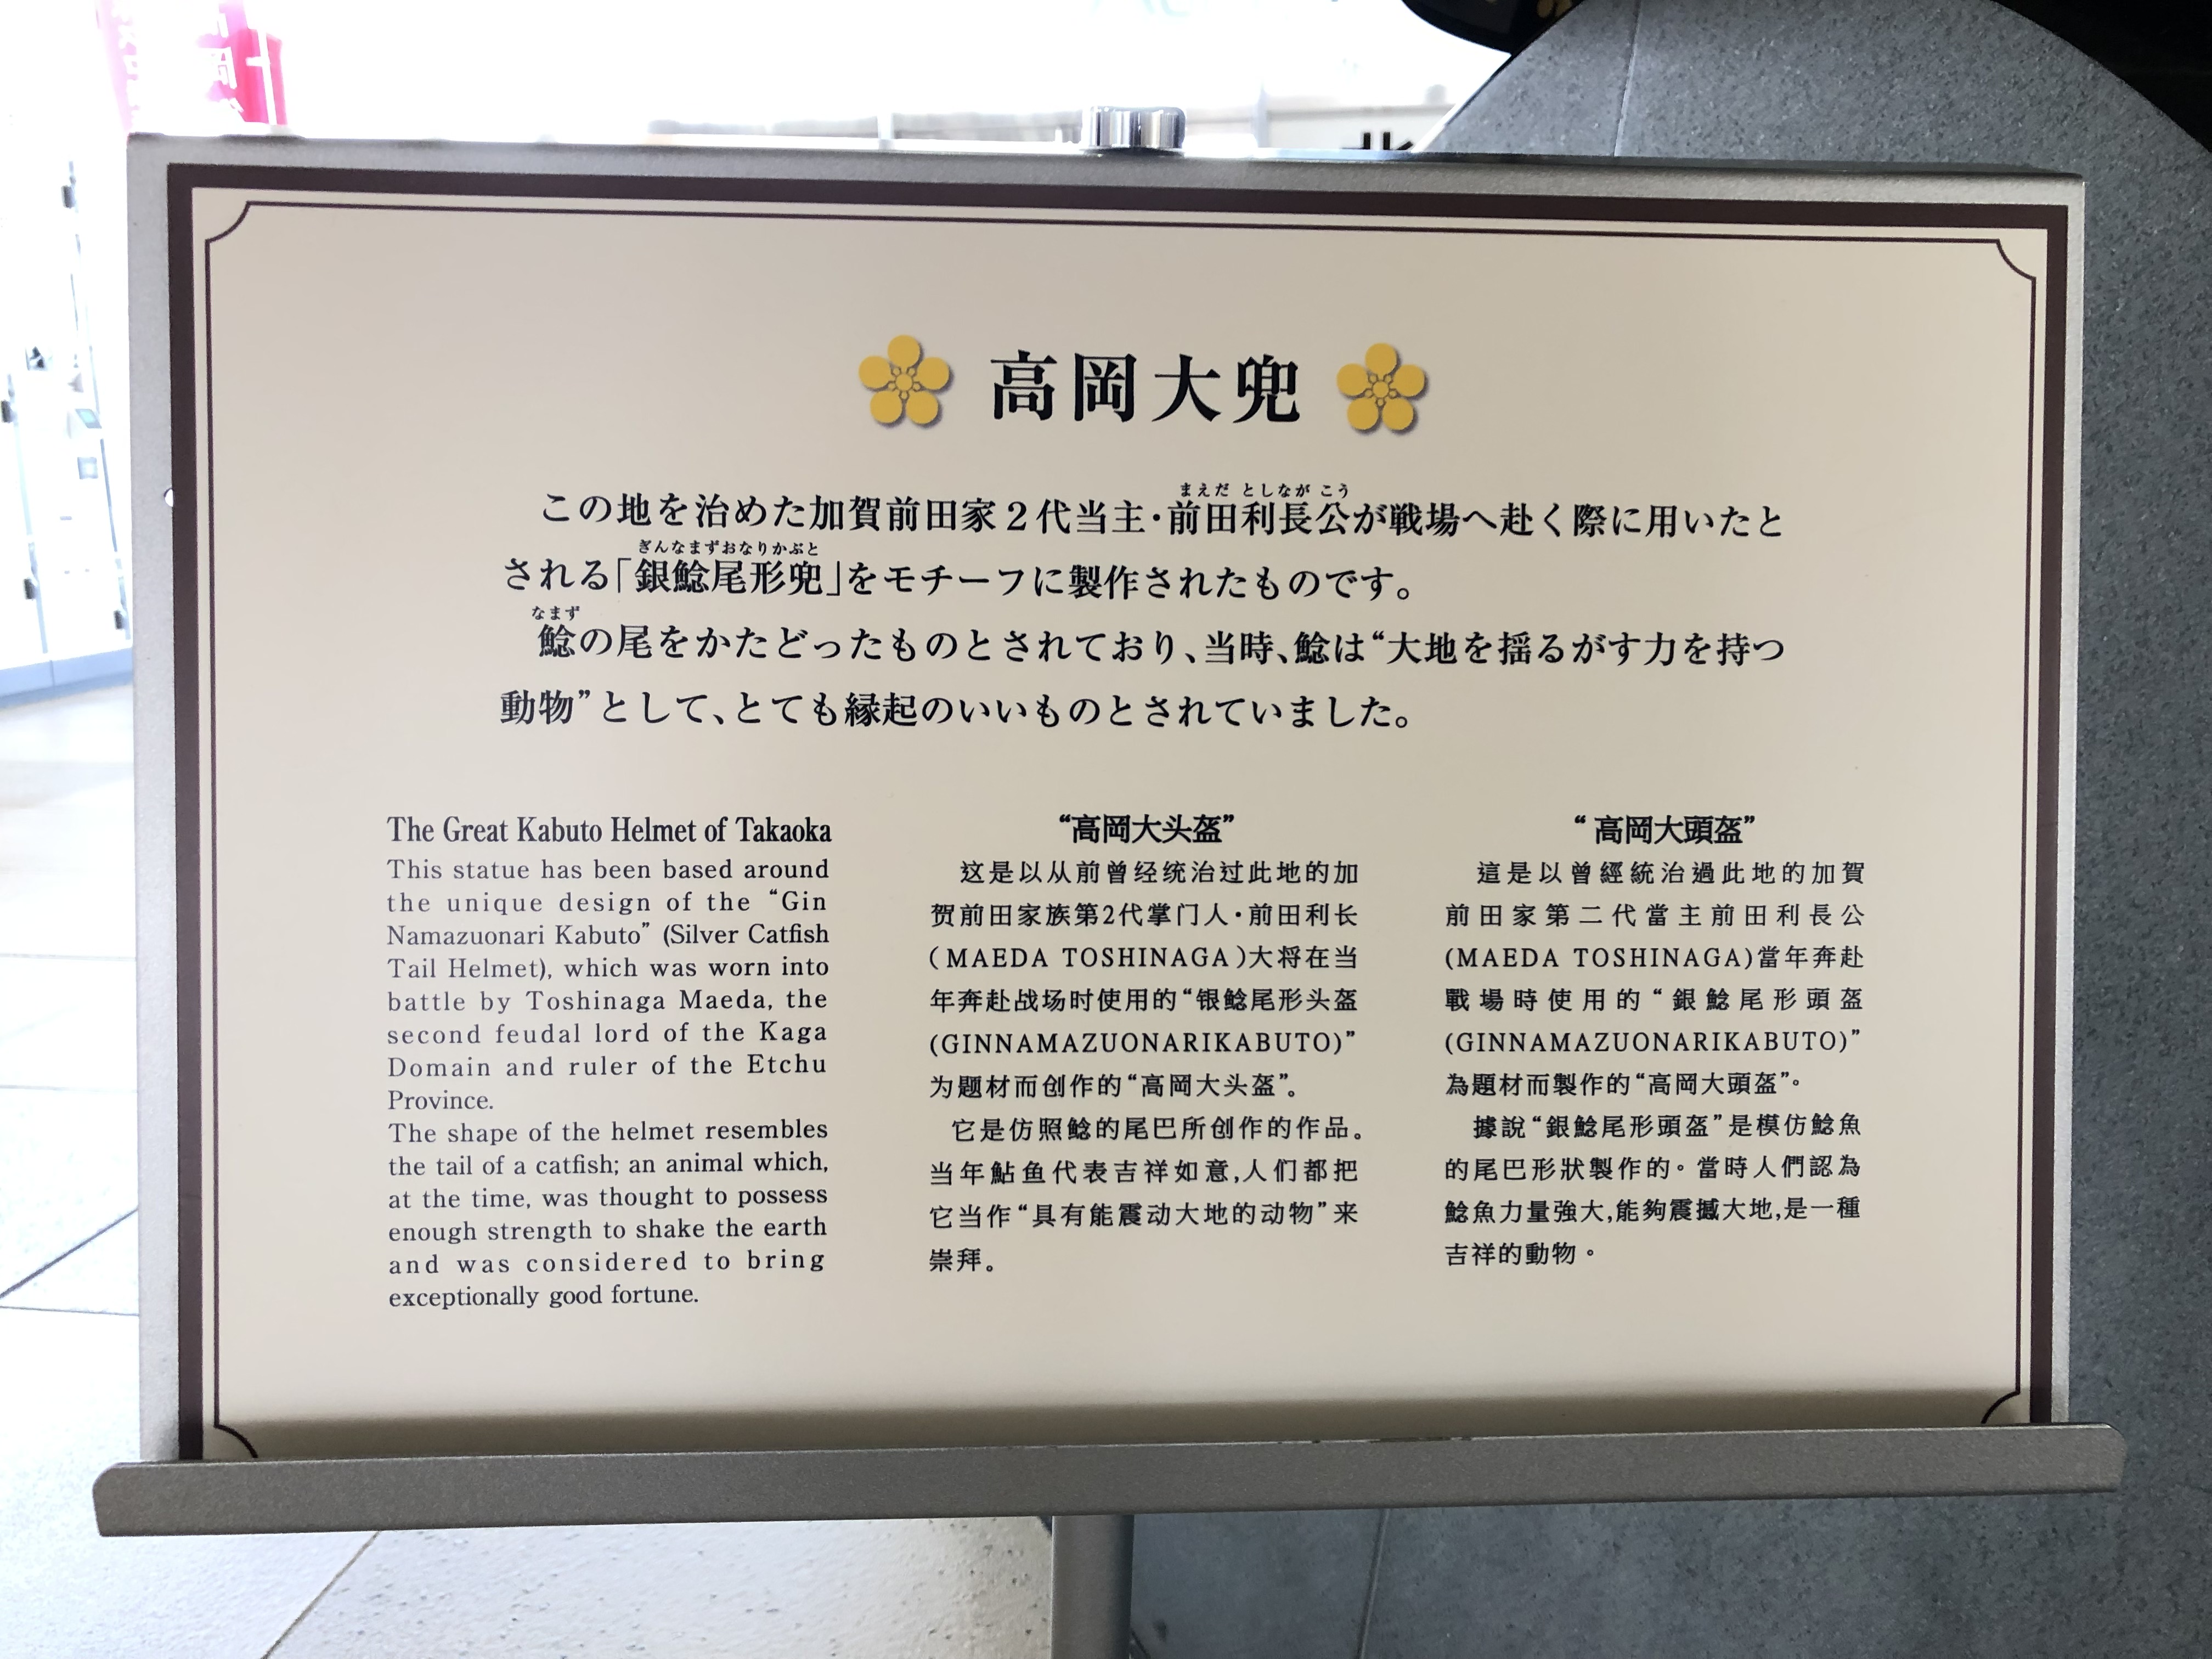 高岡大兜
この地を治めた加賀前田家2代当主・前田利長公が戦場へ赴く際に用いたと
まえだ としなが こう
される「銀鯰尾形兜」をモチーフに製作されたものです。
ぎんなまずおなりかぶと
鯰の尾をかたどったものとされており、当時、鯰は“大地を揺るがす力を持つ
なまず
動物”として、とても縁起のいいものとされていました。
The Great Kabuto Helmet of Takaoka
This statue has been based around
the unique design of the “Gin
Namazuonari Kabuto” (Silver Catfish
Tail Helmet), which was worn into
battle by Toshinaga Maeda, the
second feudal lord of the Kaga
Domain and ruler of the Etchu
Province.
The shape of the helmet resembles
the tail of a catfish; an animal which,
at the time, was thought to possess
enough strength to shake the earth
and was considered to bring
exceptionally good fortune.
“高岡大头盔”
这是以从前曾经统治过此地的加
贺前田家族第2代掌门人・前田利长
（MAEDA TOSHINAGA）大将在当
年奔赴战场时使用的“银鲶尾形头盔
(GINNAMAZUONARIKABUTO)”
为题材而创作的“高岡大头盔”。
它是仿照鲶的尾巴所创作的作品。
当年鲇鱼代表吉祥如意,人们都把
它当作“具有能震动大地的动物”来
崇拜。
“高岡大頭盔”
這是以曾經統治過此地的加賀
前田家第二代當主前田利長公
(MAEDA TOSHINAGA)當年奔赴
戰場時使用的“銀鯰尾形頭盔
(GINNAMAZUONARIKABUTO)”
為題材而製作的“高岡大頭盔”。
據說“銀鯰尾形頭盔”是模仿鯰魚
的尾巴形狀製作的。當時人們認為
鯰魚力量強大,能夠震撼大地,是一種
吉祥的動物。